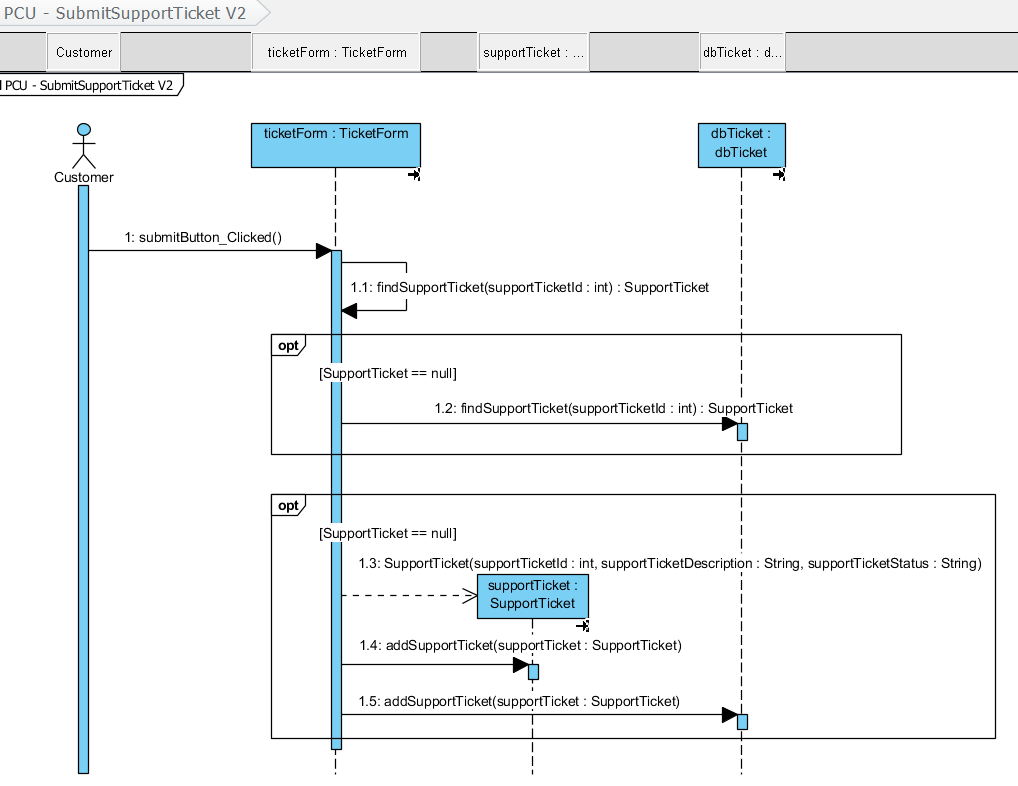 PCU - SubmitSupportTicket V2
Customer
ticketForm : TicketForm
supportTicket : ...
dbTicket : d...
PCU - SubmitSupportTicket V2
ticketForm : TicketForm
dbTicket :
dbTicket
Customer
1: submitButton_Clicked()
1.1: findSupportTicket(supportTicketId : int) : SupportTicket
opt
[SupportTicket == null]
1.2: findSupportTicket(supportTicketId : int) : SupportTicket
opt
[SupportTicket == null]
1.3: SupportTicket(supportTicketId : int, supportTicketDescription : String, supportTicketStatus : String)
supportTicket :
SupportTicket
1.4: addSupportTicket(supportTicket : SupportTicket)
1.5: addSupportTicket(supportTicket : SupportTicket)